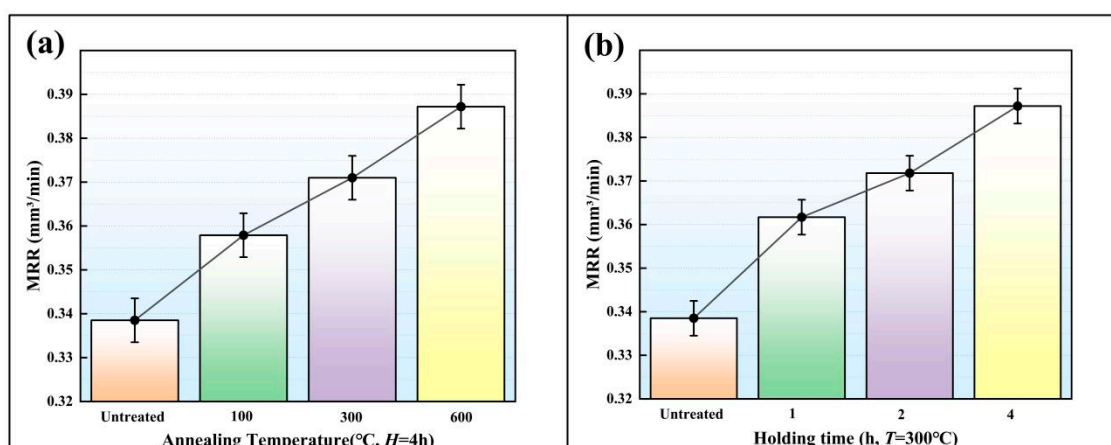 (a)
MRR (mm³/min)
0.39
0.38
0.37
0.36
0.35
0.34
0.33
0.32
Untreated 100 300 600
Annealing Temperature(°C, H=4h)
(b)
MRR (mm³/min)
0.39
0.38
0.37
0.36
0.35
0.34
0.33
0.32
Untreated 1 2 4
Holding time (h, T=300°C)